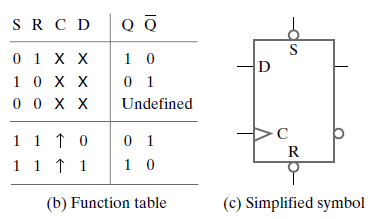 S R C D Q Q̅
0 1 X X 1 0
1 0 X X 0 1
0 0 X X Undefined
1 1 ↑ 0 0 1
1 1 ↑ 1 1 0
(b) Function table
S
D
C
R
(c) Simplified symbol